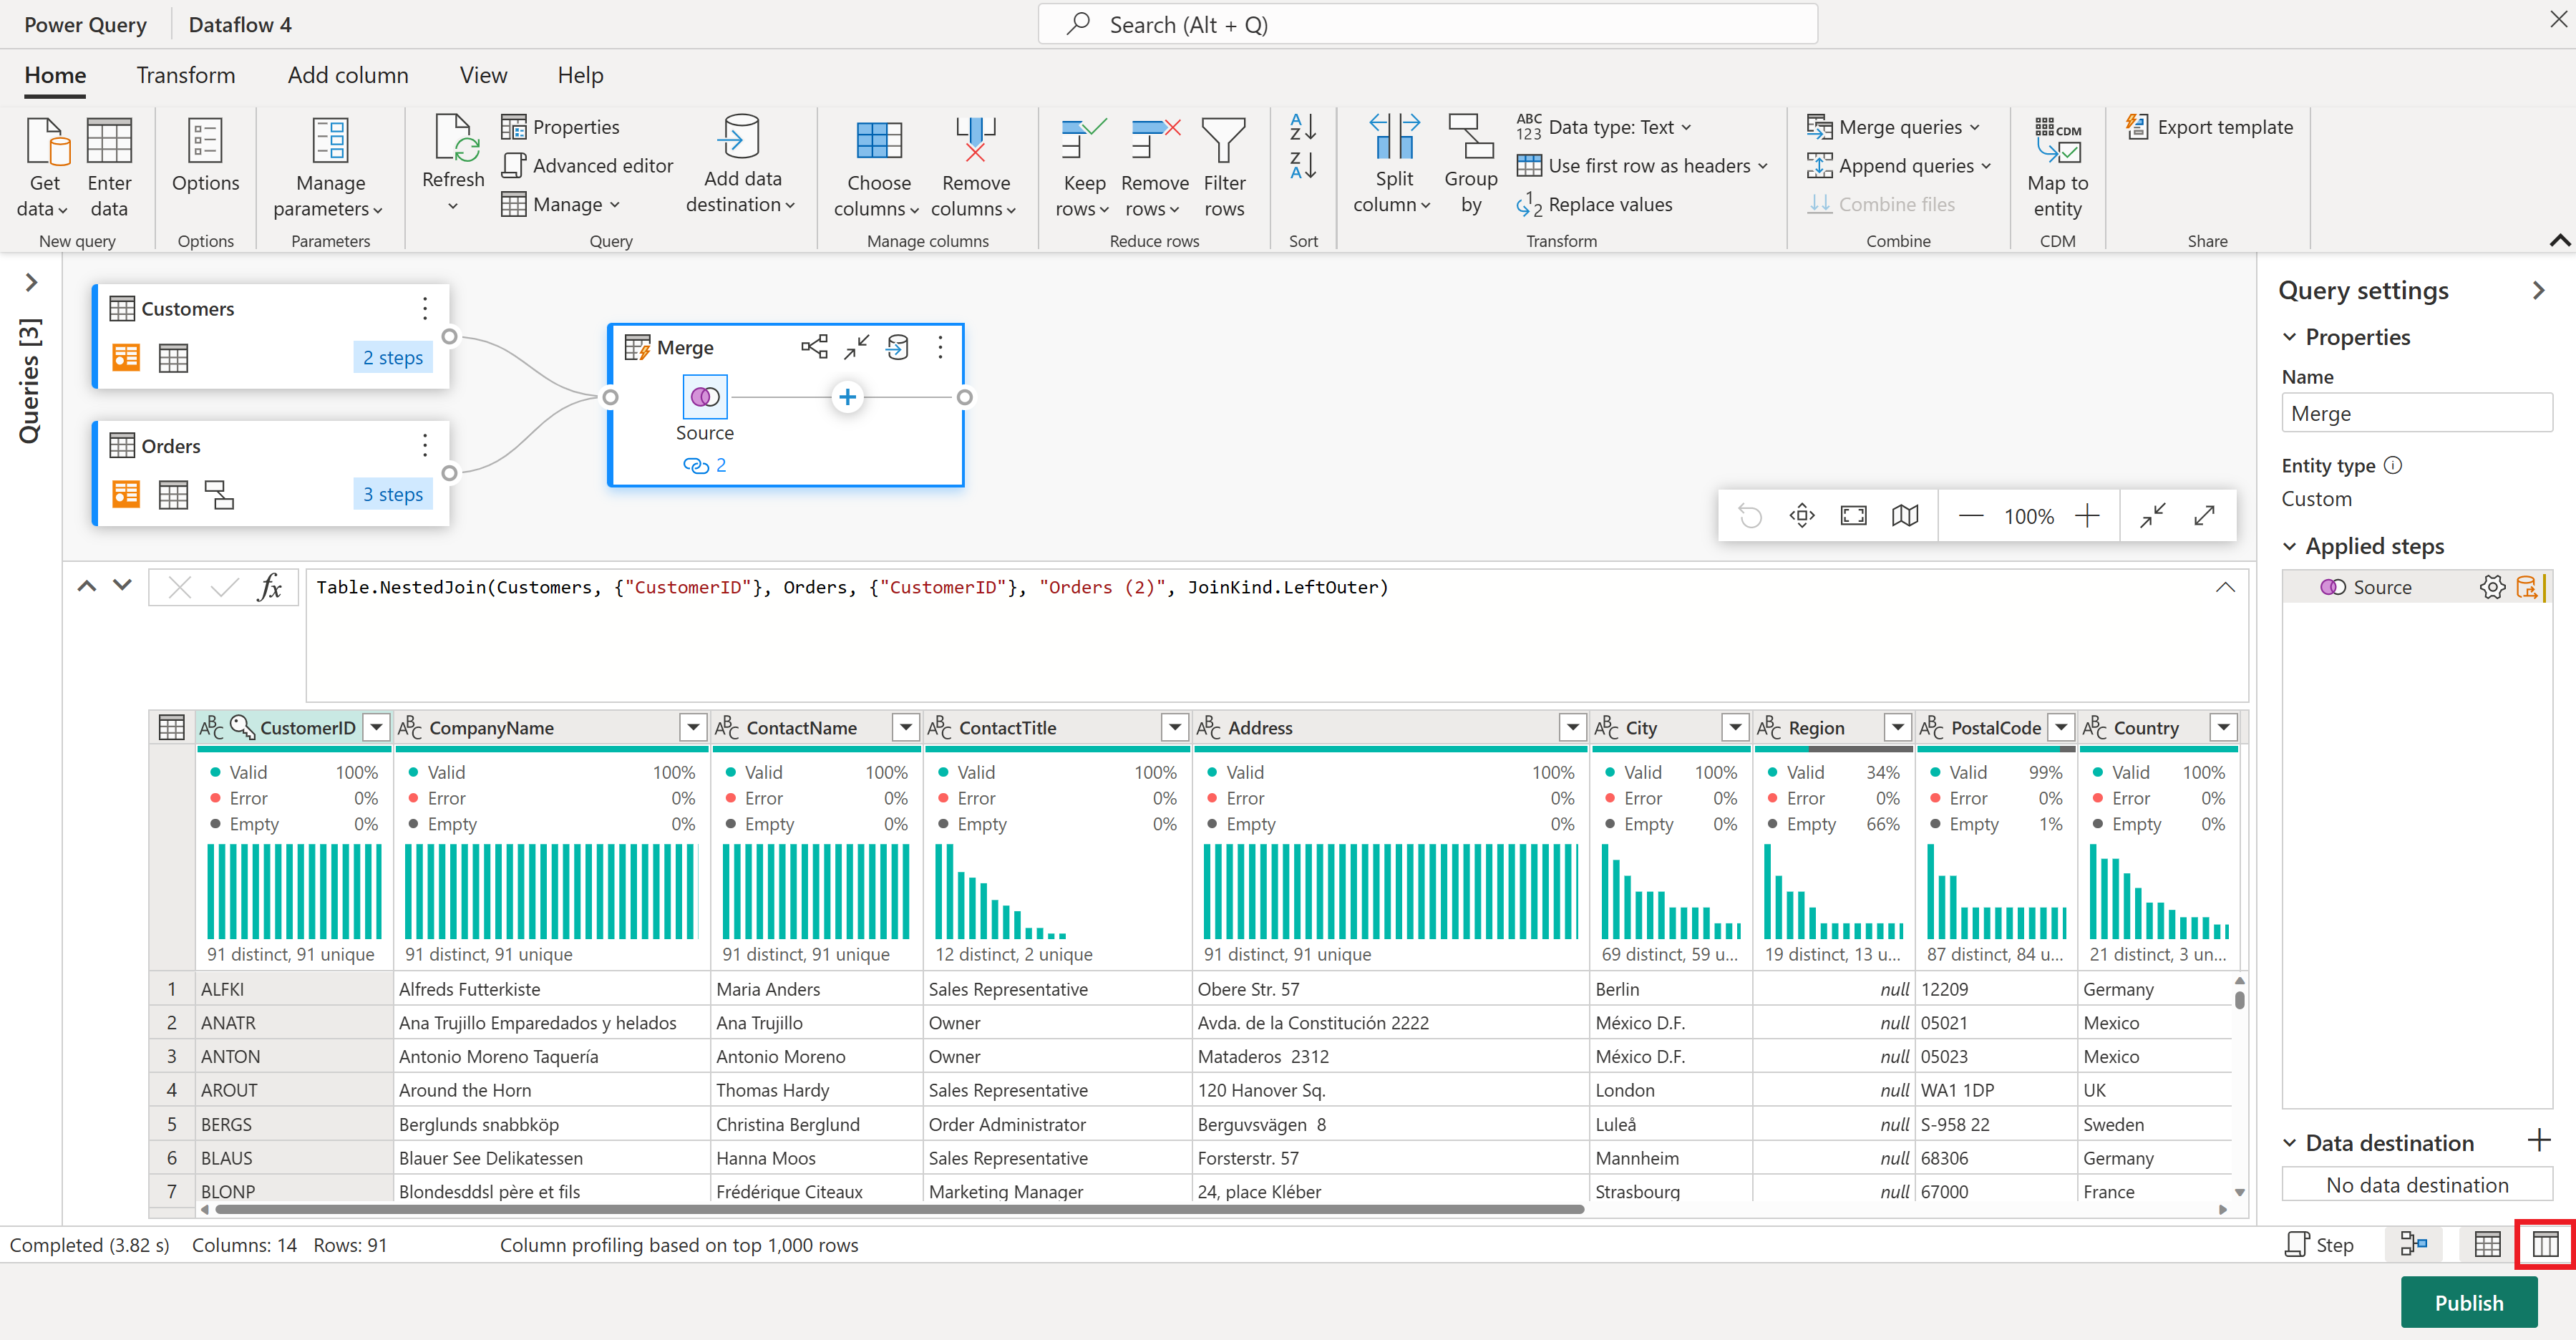 Power Query
Dataflow 4
Search (Alt + Q)
Home
Transform
Add column
View
Help
Get data
Enter data
New query
Options
Options
Manage parameters
Parameters
Refresh
Properties
Advanced editor
Manage
Add data destination
Query
Choose columns
Remove columns
Manage columns
Keep rows
Remove rows
Filter rows
Reduce rows
Sort
Split column
Group by
Data type: Text
Use first row as headers
Replace values
Transform
Merge queries
Append queries
Combine files
Combine
Map to entity
CDM
Export template
Share
Queries [3]
Customers
2 steps
Orders
3 steps
Merge
Source
2
100%
Query settings
Properties
Name
Merge
Entity type
Custom
Applied steps
Source
fx Table.NestedJoin(Customers, {"CustomerID"}, Orders, {"CustomerID"}, "Orders (2)", JoinKind.LeftOuter)
CustomerID CompanyName ContactName ContactTitle Address City Region PostalCode Country
Valid 100% Valid 100% Valid 100% Valid 100% Valid 100% Valid 100% Valid 34% Valid 99% Valid 100%
Error 0% Error 0% Error 0% Error 0% Error 0% Error 0% Error 0% Error 0% Error 0%
Empty 0% Empty 0% Empty 0% Empty 0% Empty 0% Empty 0% Empty 66% Empty 1% Empty 0%
91 distinct, 91 unique 91 distinct, 91 unique 91 distinct, 91 unique 12 distinct, 2 unique 91 distinct, 91 unique 69 distinct, 59 u... 19 distinct, 13 u... 87 distinct, 84 u... 21 distinct, 3 un...
1 ALFKI Alfreds Futterkiste Maria Anders Sales Representative Obere Str. 57 Berlin null 12209 Germany
2 ANATR Ana Trujillo Emparedados y helados Ana Trujillo Owner Avda. de la Constitución 2222 México D.F. null 05021 Mexico
3 ANTON Antonio Moreno Taquería Antonio Moreno Owner Mataderos 2312 México D.F. null 05023 Mexico
4 AROUT Around the Horn Thomas Hardy Sales Representative 120 Hanover Sq. London null WA1 1DP UK
5 BERGS Berglunds snabbköp Christina Berglund Order Administrator Berguvsvägen 8 Luleå null S-958 22 Sweden
6 BLAUS Blauer See Delikatessen Hanna Moos Sales Representative Forsterstr. 57 Mannheim null 68306 Germany
7 BLONP Blondesddsl père et fils Frédérique Citeaux Marketing Manager 24, place Kléber Strasbourg null 67000 France
Data destination
No data destination
Completed (3.82 s) Columns: 14 Rows: 91 Column profiling based on top 1,000 rows
Step
Publish